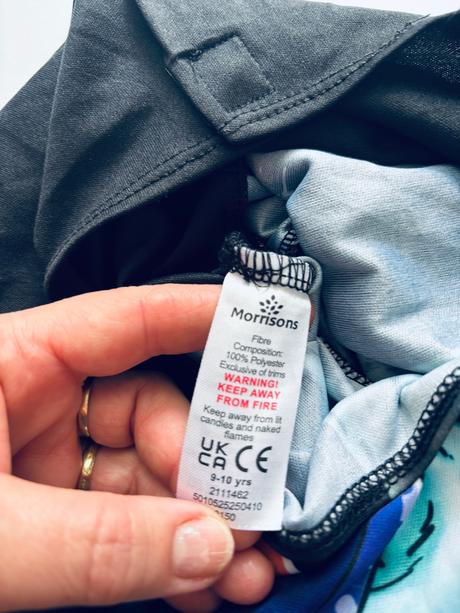 Morrisons
Fibre
Composition:
100% Polyester
Exclusive of trims
WARNING!
KEEP AWAY
FROM FIRE
Keep away from lit
candles and naked
flames
UK
CA CE
9-10 yrs
2111462
5010525250410